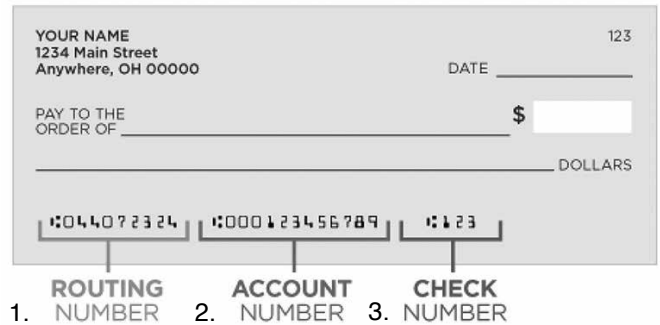 YOUR NAME 123
1234 Main Street
Anywhere, OH 00000
DATE
PAY TO THE
ORDER OF $
DOLLARS
⑆044072324 ⑆000123456789 ⑆123
ROUTING ACCOUNT CHECK
1. NUMBER 2. NUMBER 3. NUMBER